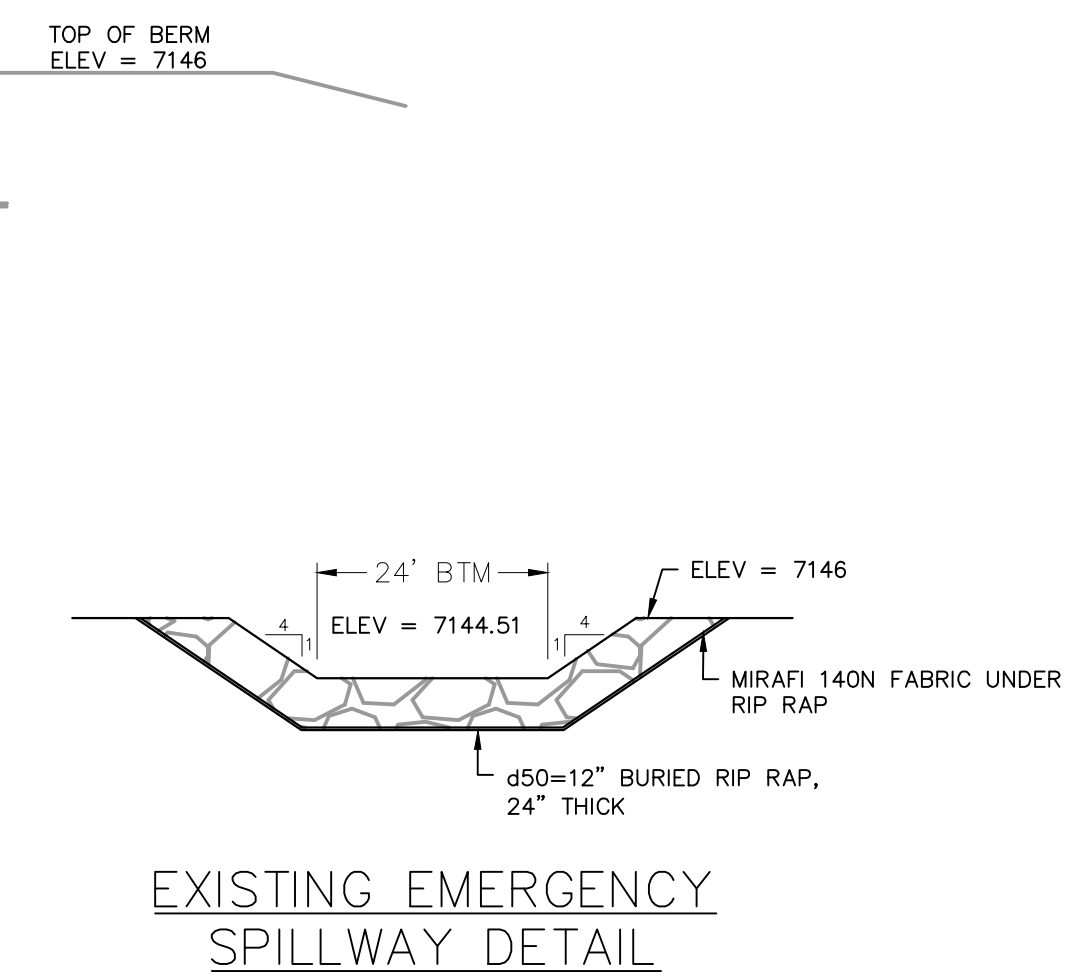 TOP OF BERM
ELEV = 7146
24' BTM
ELEV = 7146
4
1
ELEV = 7144.51
1
4
MIRAFI 140N FABRIC UNDER
RIP RAP
d50=12" BURIED RIP RAP,
24" THICK
EXISTING EMERGENCY
SPILLWAY DETAIL